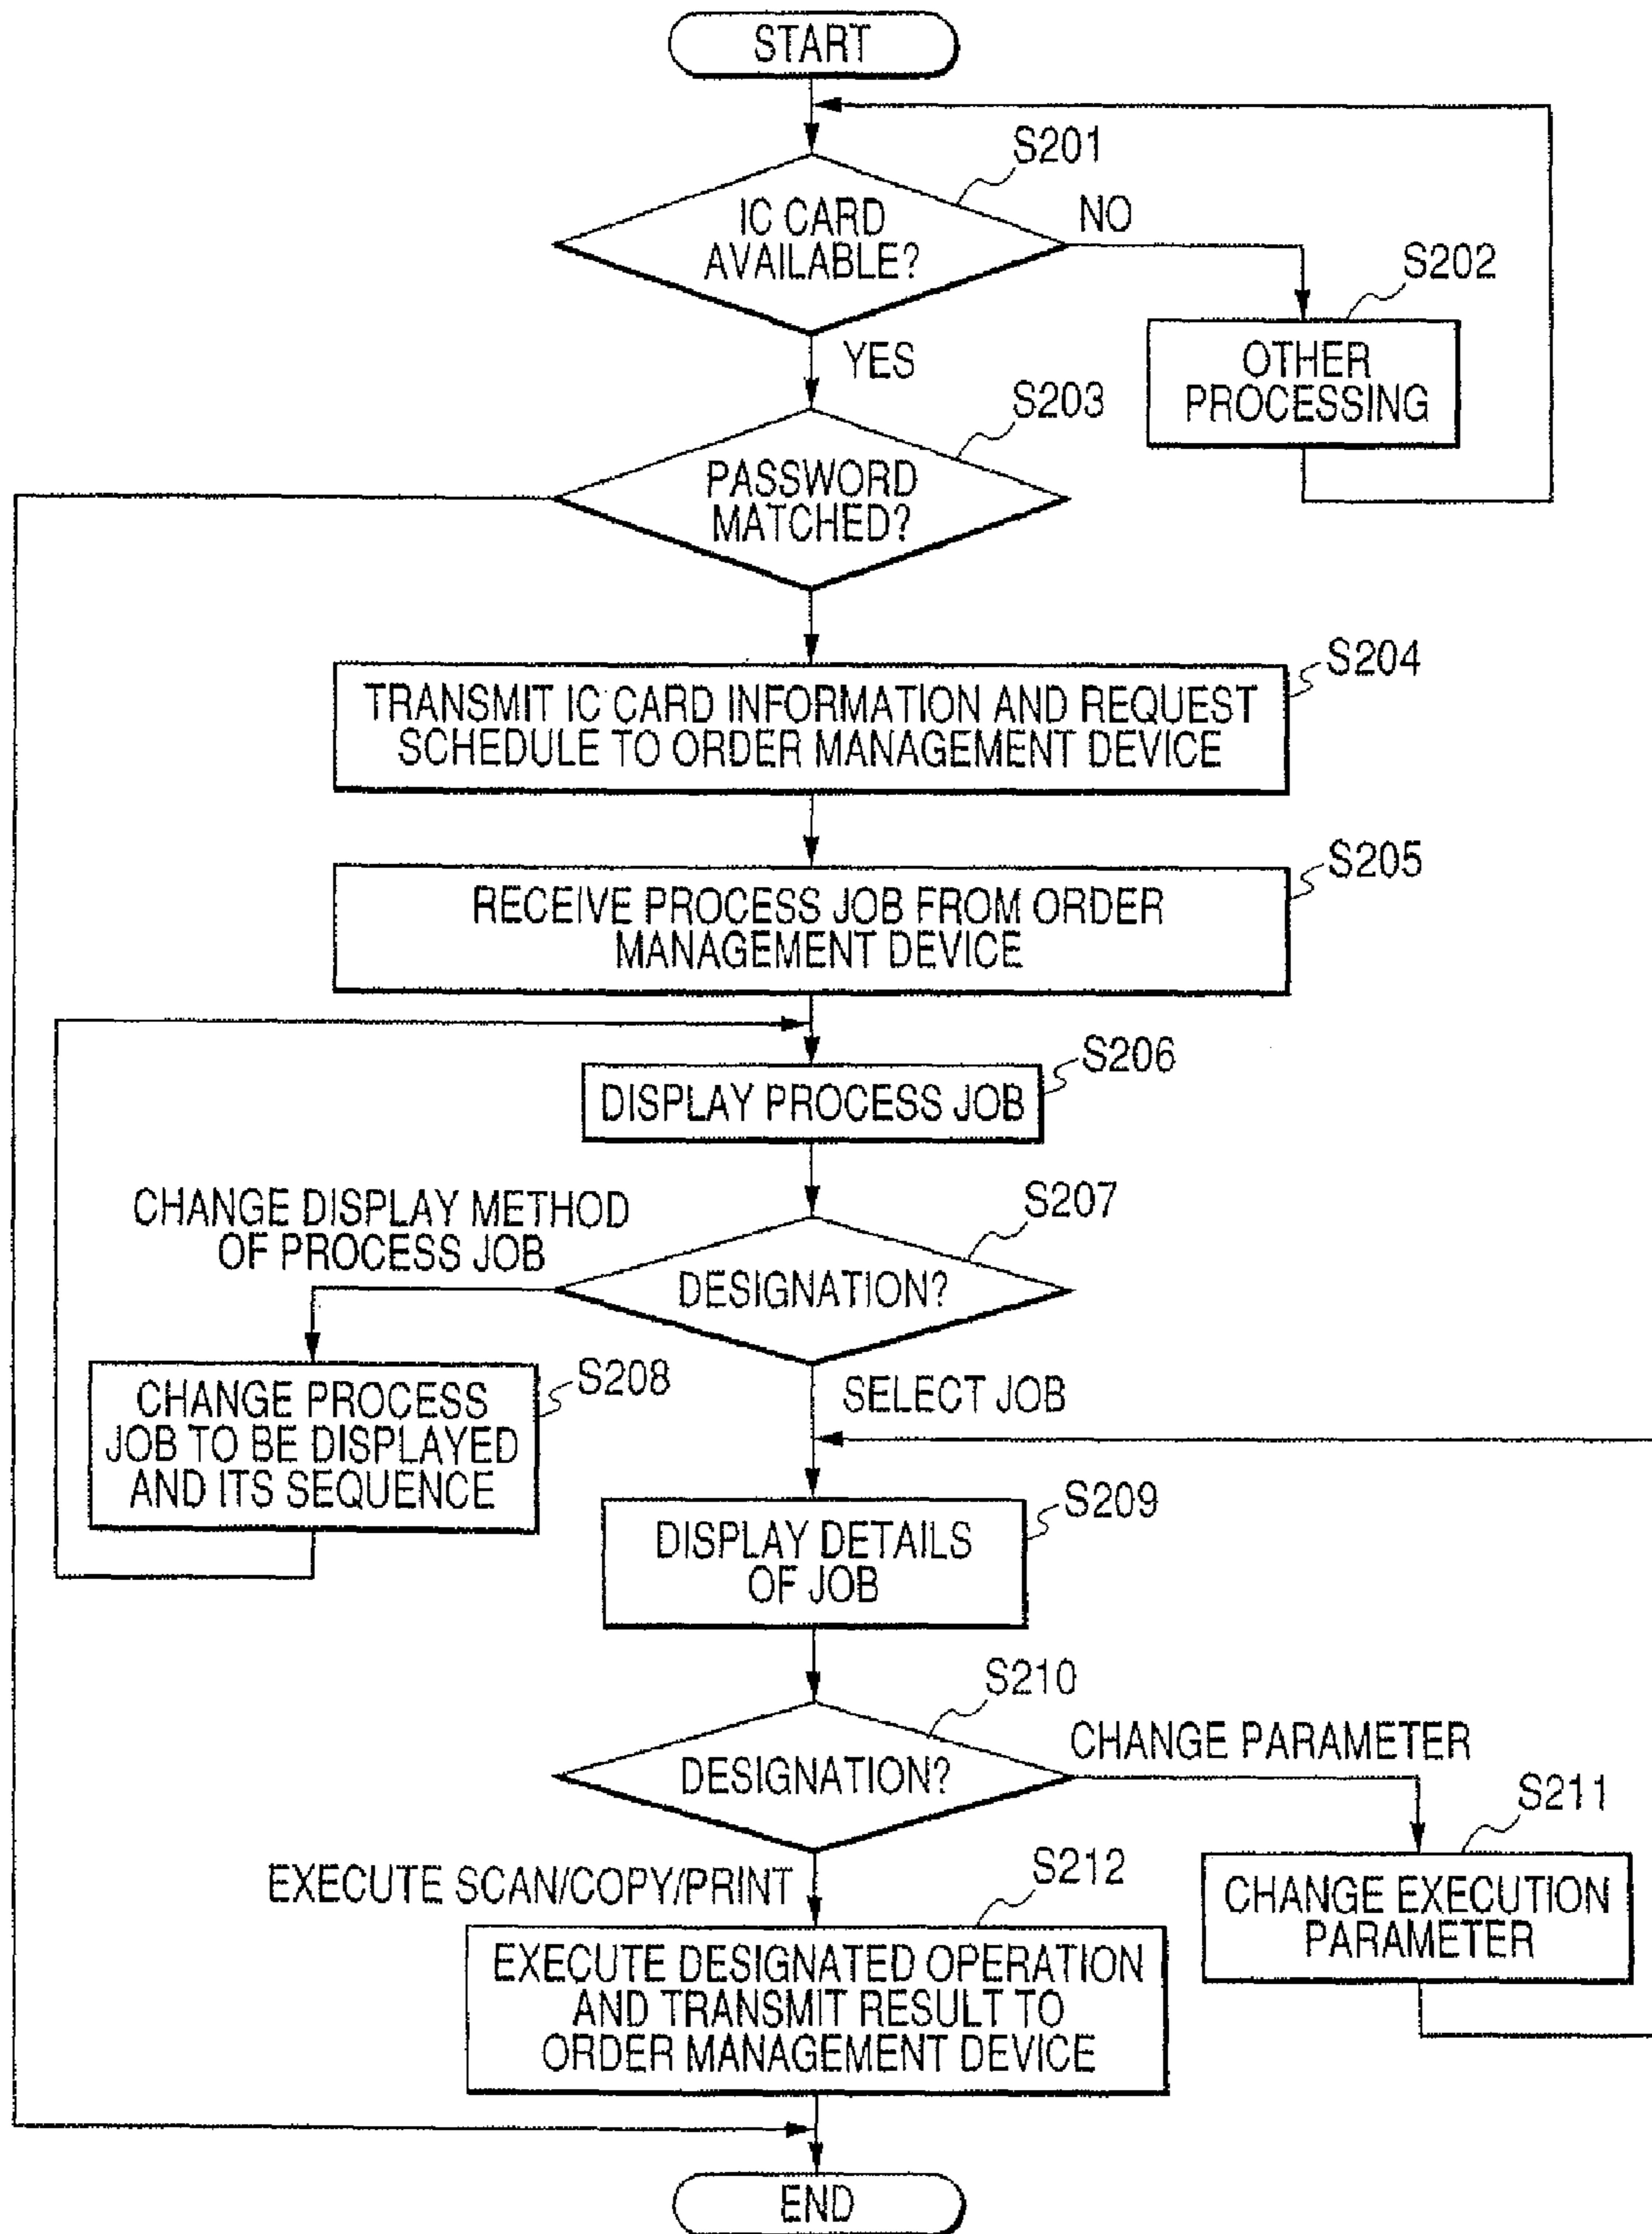 START
S201
IC CARD
AVAILABLE?
NO
S202
OTHER
PROCESSING
YES
S203
PASSWORD
MATCHED?
S204
TRANSMIT IC CARD INFORMATION AND REQUEST
SCHEDULE TO ORDER MANAGEMENT DEVICE
S205
RECEIVE PROCESS JOB FROM ORDER
MANAGEMENT DEVICE
S206
DISPLAY PROCESS JOB
S207
CHANGE DISPLAY METHOD
OF PROCESS JOB
DESIGNATION?
S208
CHANGE PROCESS
JOB TO BE DISPLAYED
AND ITS SEQUENCE
SELECT JOB
S209
DISPLAY DETAILS
OF JOB
S210
DESIGNATION?
CHANGE PARAMETER
S211
CHANGE EXECUTION
PARAMETER
EXECUTE SCAN/COPY/PRINT
S212
EXECUTE DESIGNATED OPERATION
AND TRANSMIT RESULT TO
ORDER MANAGEMENT DEVICE
END